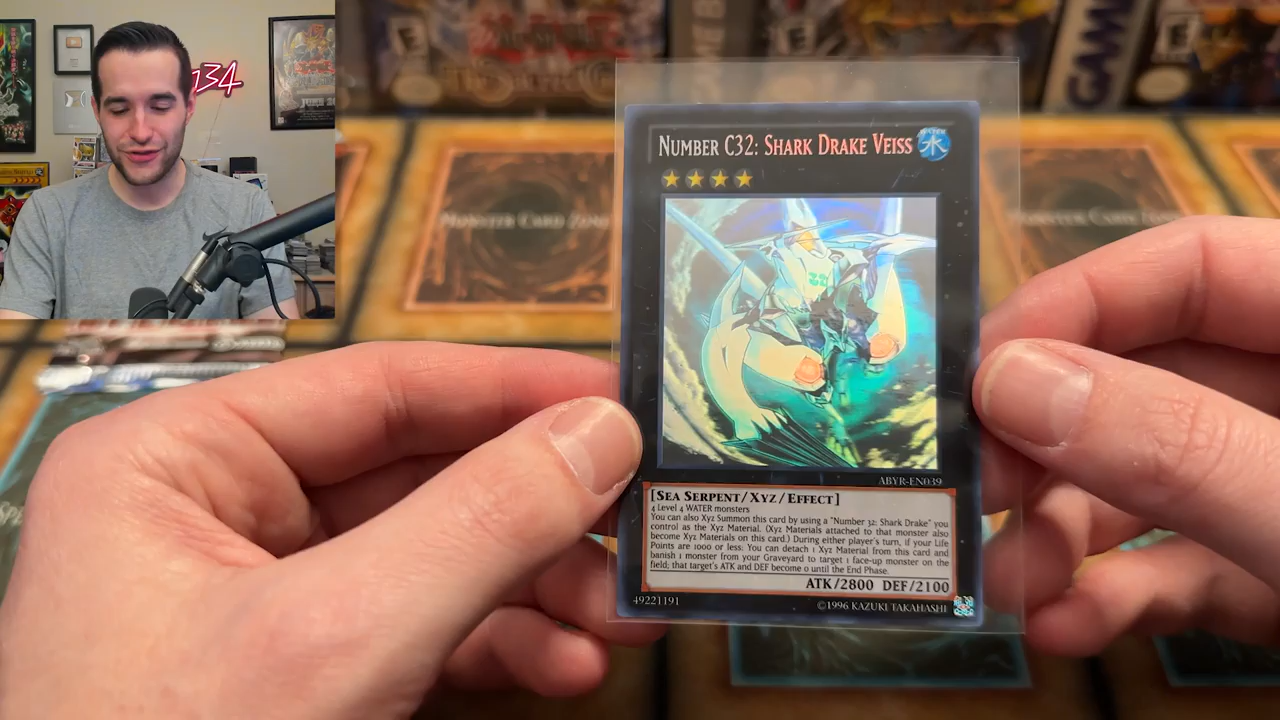 134
MONSTER CARD ZONE
MONSTER CARD ZONE
GAME
E
E
E
NUMBER C32: SHARK DRAKE VEISS
WATER
水
32
ABYR-EN039
[SEA SERPENT/XYZ/EFFECT]
4 Level 4 WATER monsters
You can also Xyz Summon this card by using a "Number 32: Shark Drake" you
control as the Xyz Material. (Xyz Materials attached to that monster also
become Xyz Materials on this card.) During either player's turn, if your Life
Points are 1000 or less: You can detach 1 Xyz Material from this card and
banish 1 monster from your Graveyard to target 1 face-up monster on the
field; that target's ATK and DEF become 0 until the End Phase.
ATK/2800 DEF/2100
49221191
©1996 KAZUKI TAKAHASHI